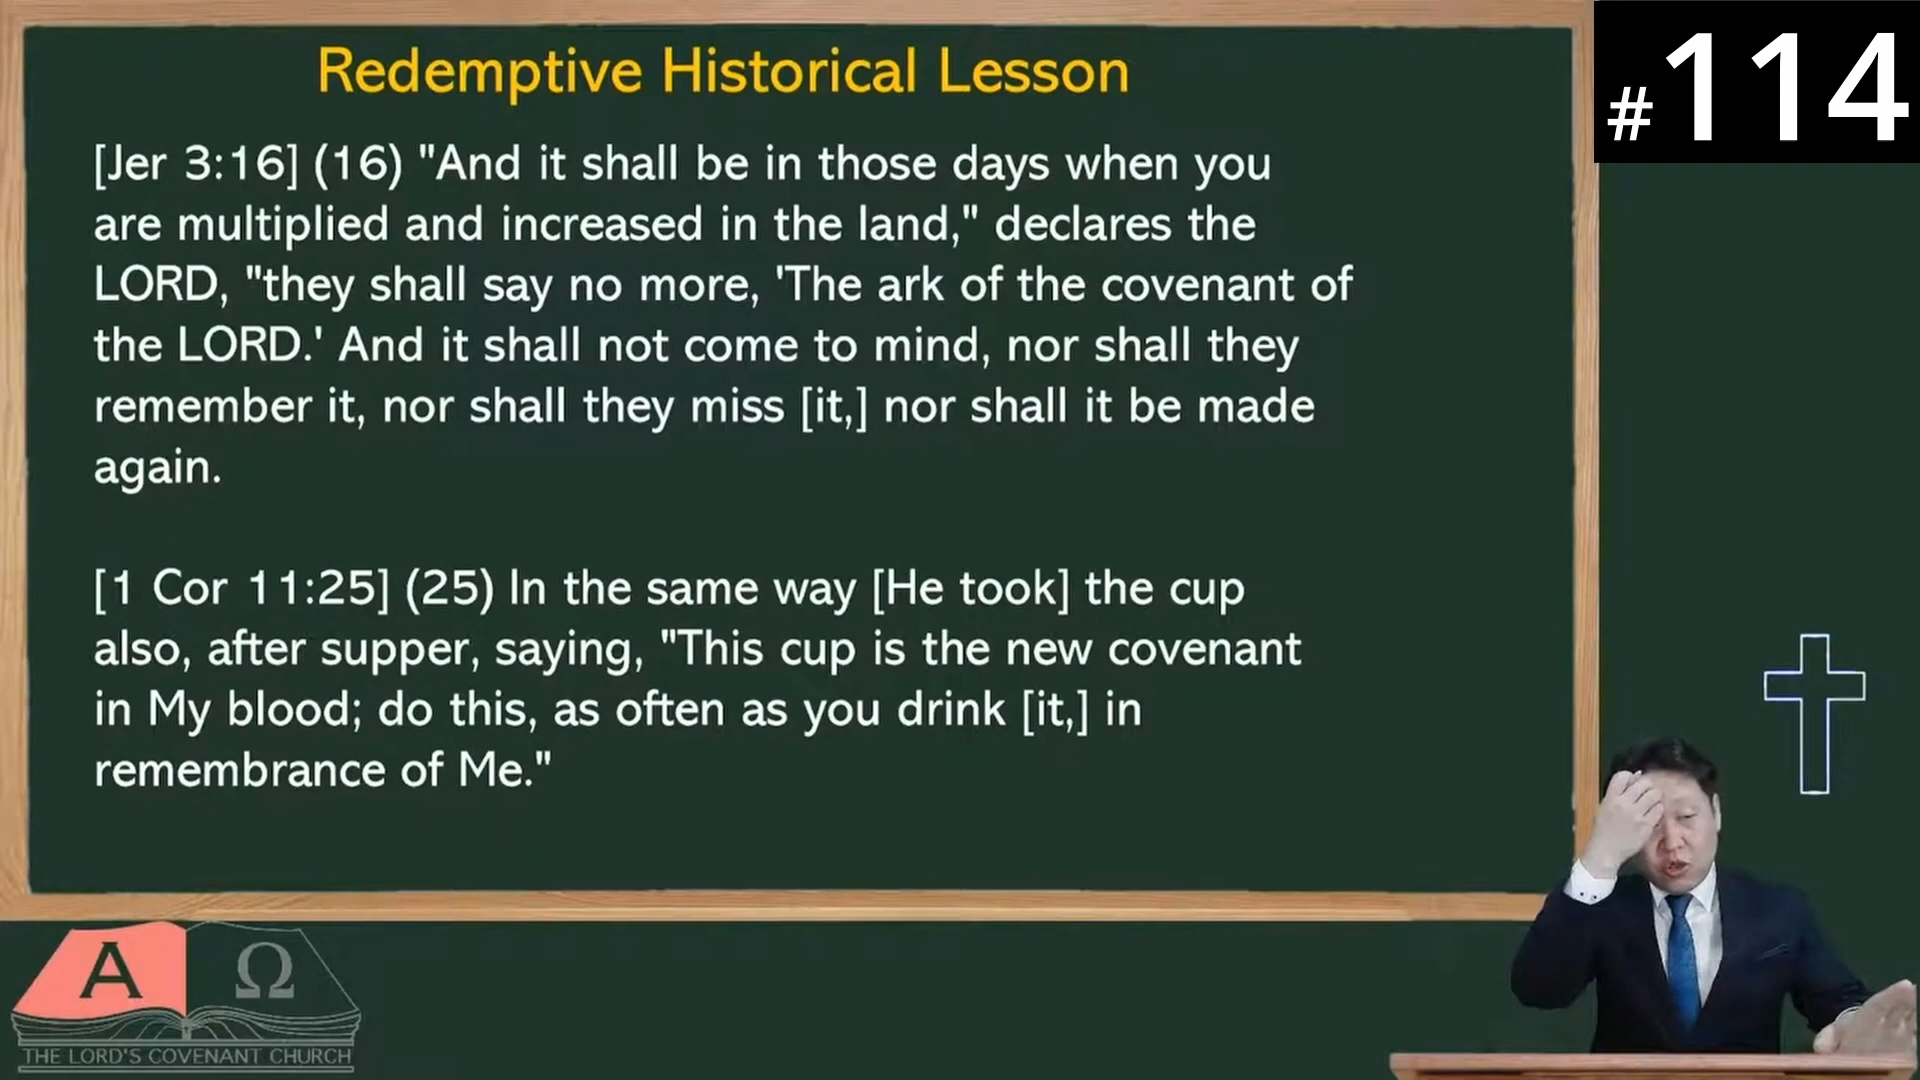 Redemptive Historical Lesson
#114
[Jer 3:16] (16) "And it shall be in those days when you
are multiplied and increased in the land," declares the
LORD, "they shall say no more, 'The ark of the covenant of
the LORD.' And it shall not come to mind, nor shall they
remember it, nor shall they miss [it,] nor shall it be made
again.
[1 Cor 11:25] (25) In the same way [He took] the cup
also, after supper, saying, "This cup is the new covenant
in My blood; do this, as often as you drink [it,] in
remembrance of Me."
Α Ω
THE LORD'S COVENANT CHURCH